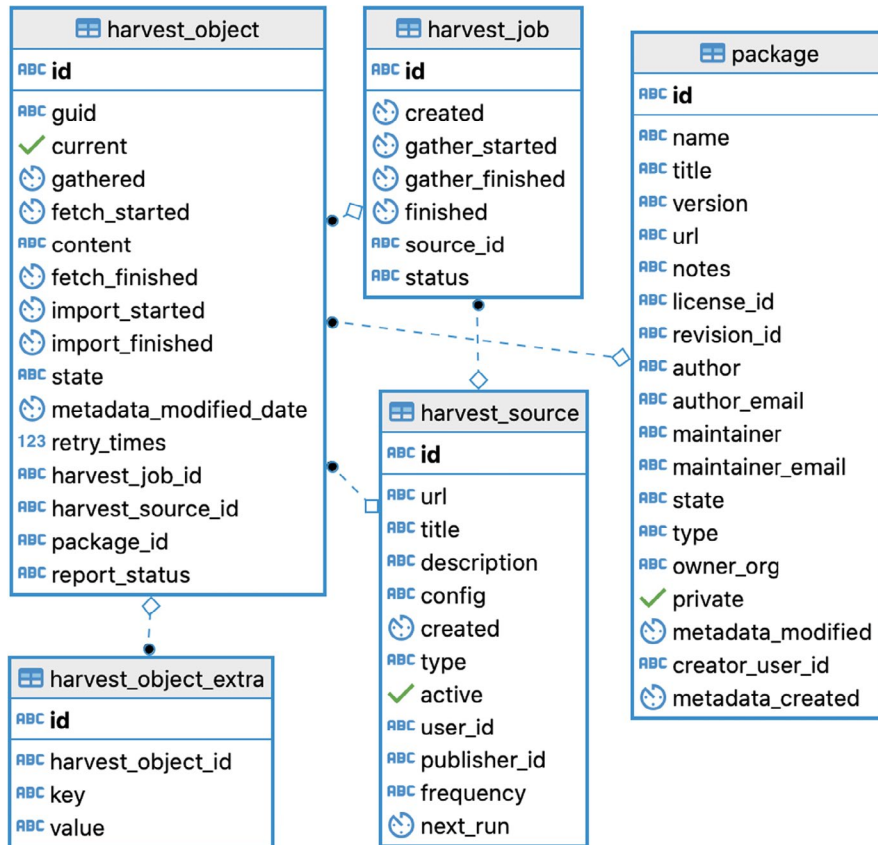 harvest_object
ABC id
ABC guid
current
gathered
fetch_started
ABC content
fetch_finished
import_started
import_finished
ABC state
metadata_modified_date
123 retry_times
ABC harvest_job_id
ABC harvest_source_id
ABC package_id
ABC report_status
harvest_job
ABC id
created
gather_started
gather_finished
finished
ABC source_id
ABC status
package
ABC id
ABC name
ABC title
ABC version
ABC url
ABC notes
ABC license_id
ABC revision_id
ABC author
ABC author_email
ABC maintainer
ABC maintainer_email
ABC state
ABC type
ABC owner_org
private
metadata_modified
ABC creator_user_id
metadata_created
harvest_source
ABC id
ABC url
ABC title
ABC description
ABC config
created
ABC type
active
ABC user_id
ABC publisher_id
ABC frequency
next_run
harvest_object_extra
ABC id
ABC harvest_object_id
ABC key
ABC value